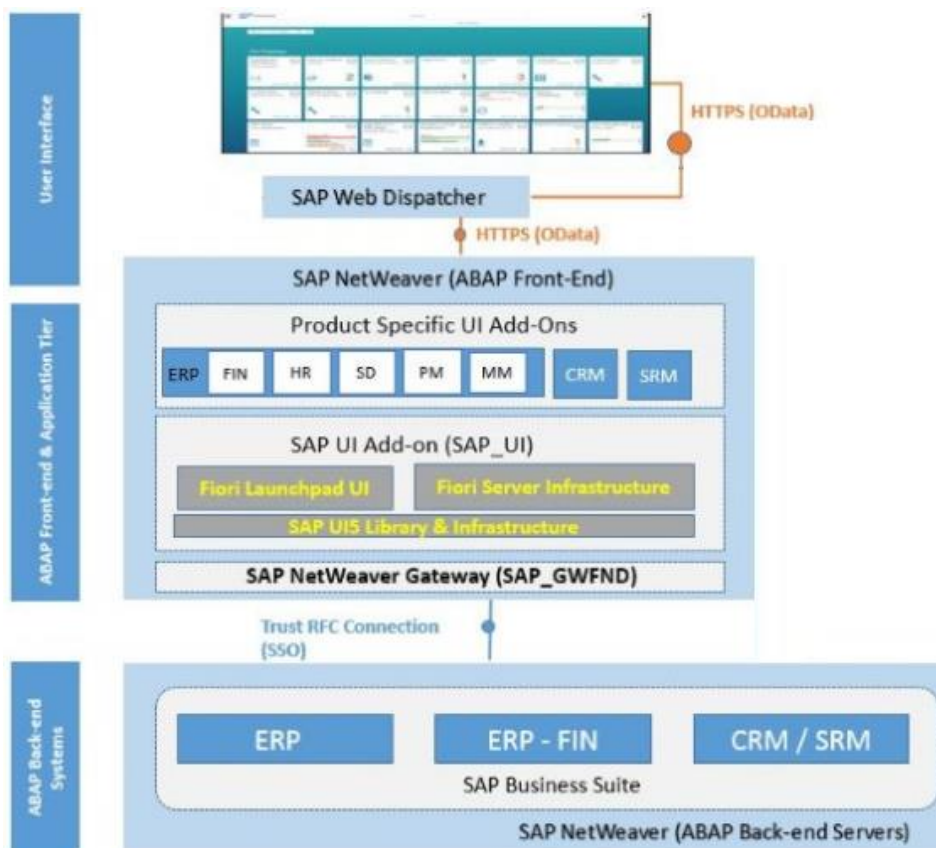 HTTPS (OData)
SAP Web Dispatcher
HTTPS (OData)
User Interface
SAP NetWeaver (ABAP Front-End)
Product Specific UI Add-Ons
ERP FIN HR SD PM MM CRM SRM
SAP UI Add-on (SAP_UI)
Fiori Launchpad UI Fiori Server Infrastructure
SAP UI5 Library & Infrastructure
SAP NetWeaver Gateway (SAP_GWFND)
ABAP Front-end & Application Tier
Trust RFC Connection
(SSO)
ABAP Back-end
Systems
ERP ERP - FIN CRM / SRM
SAP Business Suite
SAP NetWeaver (ABAP Back-end Servers)